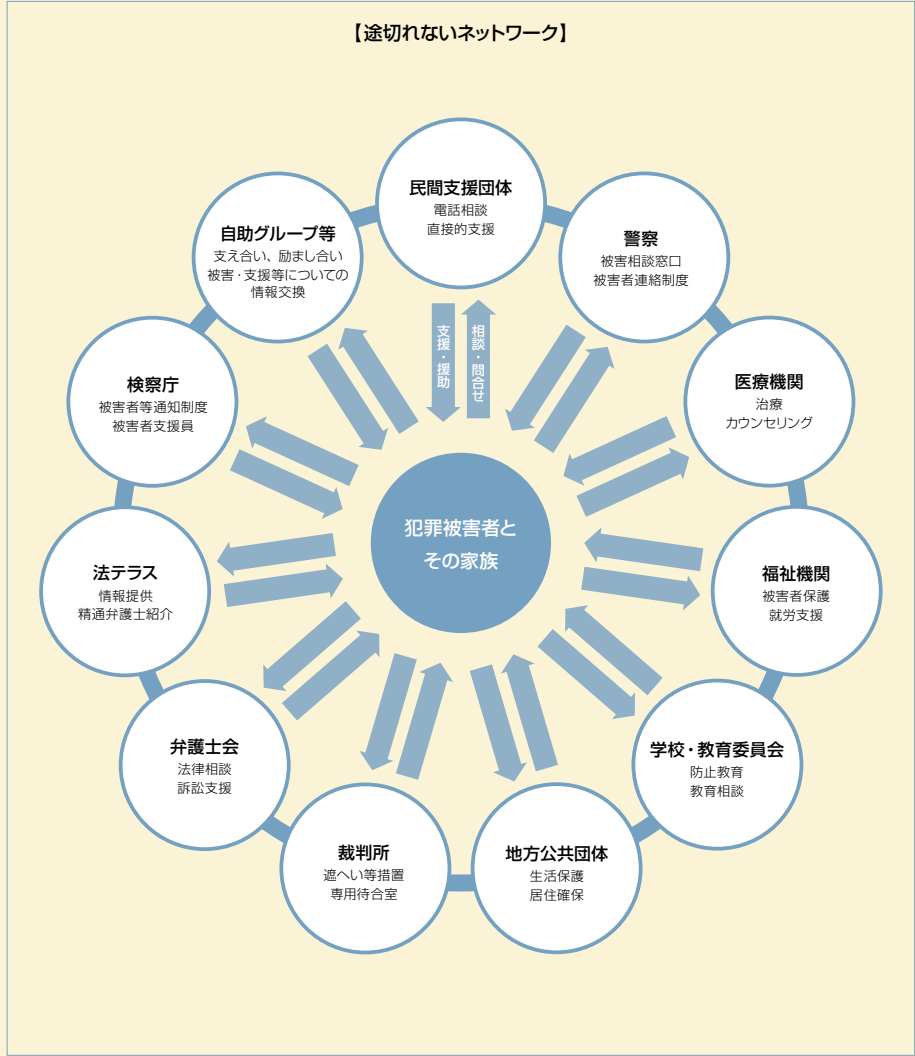 【途切れないネットワーク】
民間支援団体
電話相談
直接的支援
警察
被害相談窓口
被害者連絡制度
医療機関
治療
カウンセリング
福祉機関
被害者保護
就労支援
学校・教育委員会
防止教育
教育相談
地方公共団体
生活保護
居住確保
裁判所
遮へい等措置
専用待合室
弁護士会
法律相談
訴訟支援
法テラス
情報提供
精通弁護士紹介
検察庁
被害者等通知制度
被害者支援員
自助グループ等
支え合い、励まし合い
被害・支援等についての
情報交換
支援・援助
相談・問合せ
犯罪被害者と
その家族